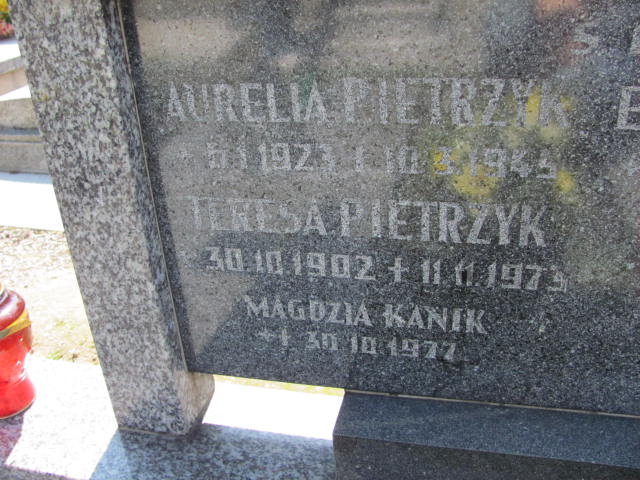 AURELIA PIETRZYK
* 6.1.1923 † 10.3.1945
TERESA PIETRZYK
30.10.1902 + 11.11.1973
MAGDZIA KANIK
*† 30.10.1977